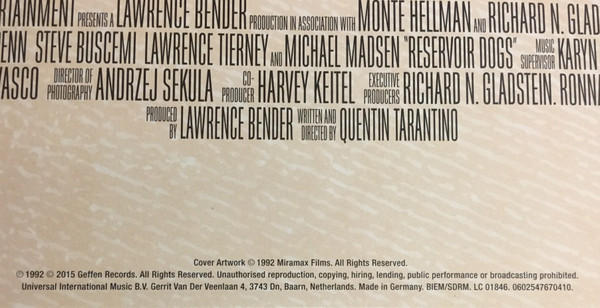 RTAINMENT PRESENTS A LAWRENCE BENDER PRODUCTION IN ASSOCIATION WITH MONTE HELLMAN AND RICHARD N. GLAD
ENN STEVE BUSCEMI LAWRENCE TIERNEY AND MICHAEL MADSEN "RESERVOIR DOGS" MUSIC SUPERVISOR KARYN
VASCO DIRECTOR OF PHOTOGRAPHY ANDRZEJ SEKULA CO-PRODUCER HARVEY KEITEL EXECUTIVE PRODUCERS RICHARD N. GLADSTEIN. RONNA
PRODUCED BY LAWRENCE BENDER WRITTEN AND DIRECTED BY QUENTIN TARANTINO
Cover Artwork © 1992 Miramax Films. All Rights Reserved.
℗ 1992 © 2015 Geffen Records. All Rights Reserved. Unauthorised reproduction, copying, hiring, lending, public performance or broadcasting prohibited.
Universal International Music B.V. Gerrit Van Der Veenlaan 4, 3743 Dn, Baarn, Netherlands. Made in Germany. BIEM/SDRM. LC 01846. 0602547670410.